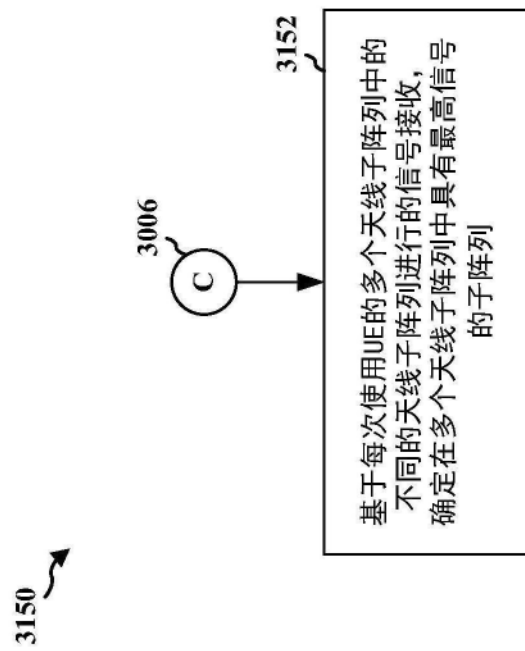 3150
3006
C
3152
基于每次使用UE的多个天线子阵列中的
不同的天线子阵列进行的信号接收,
确定在多个天线子阵列中具有最高信号
的子阵列